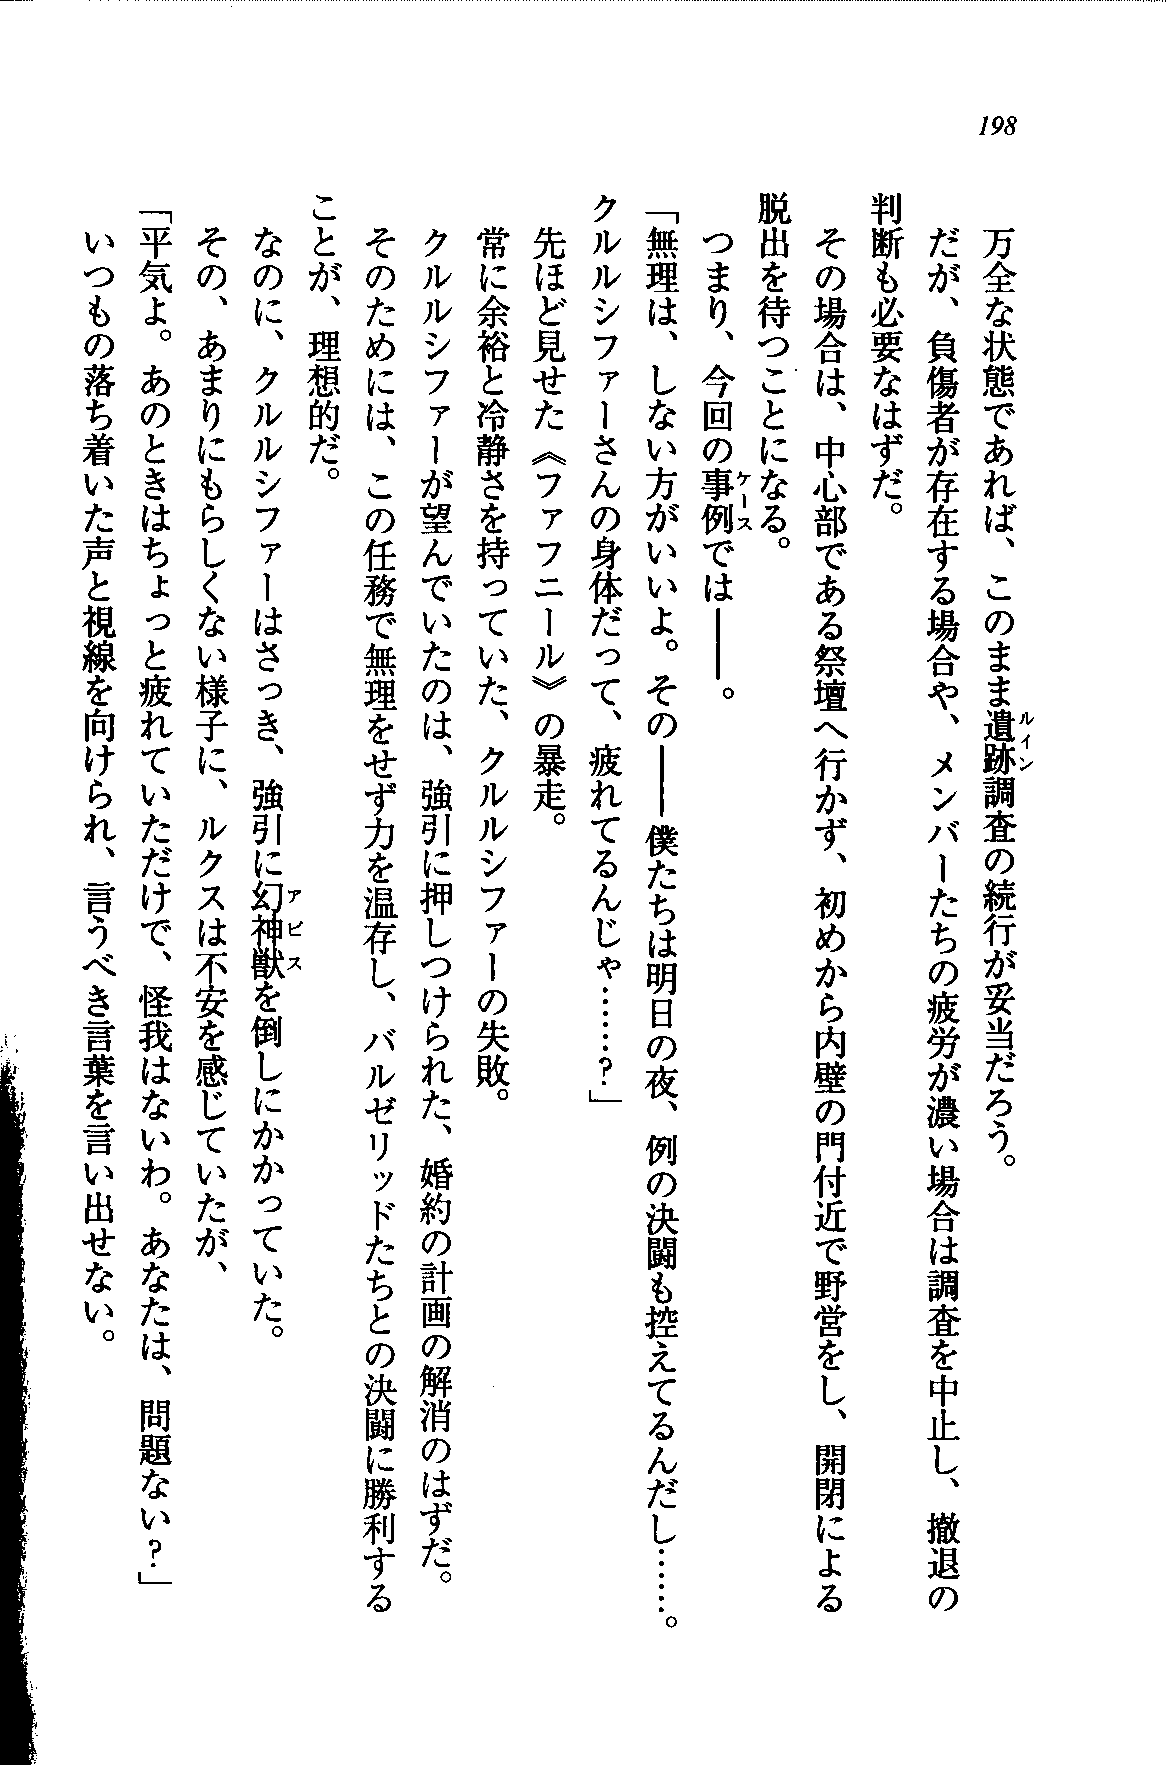 198
万全な状態であれば、このまま遺跡調査の続行が妥当だろう。
だが、負傷者が存在する場合や、メンバーたちの疲労が濃い場合は調査を中止し、撤退の
判断も必要なはずだ。
その場合は、中心部である祭壇へ行かず、初めから内壁の門付近で野営をし、開閉による
脱出を待つことになる。
つまり、今回の事例では――。
「無理は、しない方がいいよ。その――僕たちは明日の夜、例の決闘も控えてるんだし……。
クルルシファーさんの身体だって、疲れてるんじゃ……?」
先ほど見せた《ファフニール》の暴走。
常に余裕と冷静さを持っていた、クルルシファーの失敗。
クルルシファーが望んでいたのは、強引に押しつけられた、婚約の計画の解消のはずだ。
そのためには、この任務で無理をせず力を温存し、バルゼリッドたちとの決闘に勝利する
ことが、理想的だ。
なのに、クルルシファーはさっき、強引に幻神獣を倒しにかかっていた。
その、あまりにもらしくない様子に、ルクスは不安を感じていたが、
「平気よ。あのときはちょっと疲れていただけで、怪我はないわ。あなたは、問題ない?」
いつもの落ち着いた声と視線を向けられ、言うべき言葉を言い出せない。
ルイン
ケース
アビス